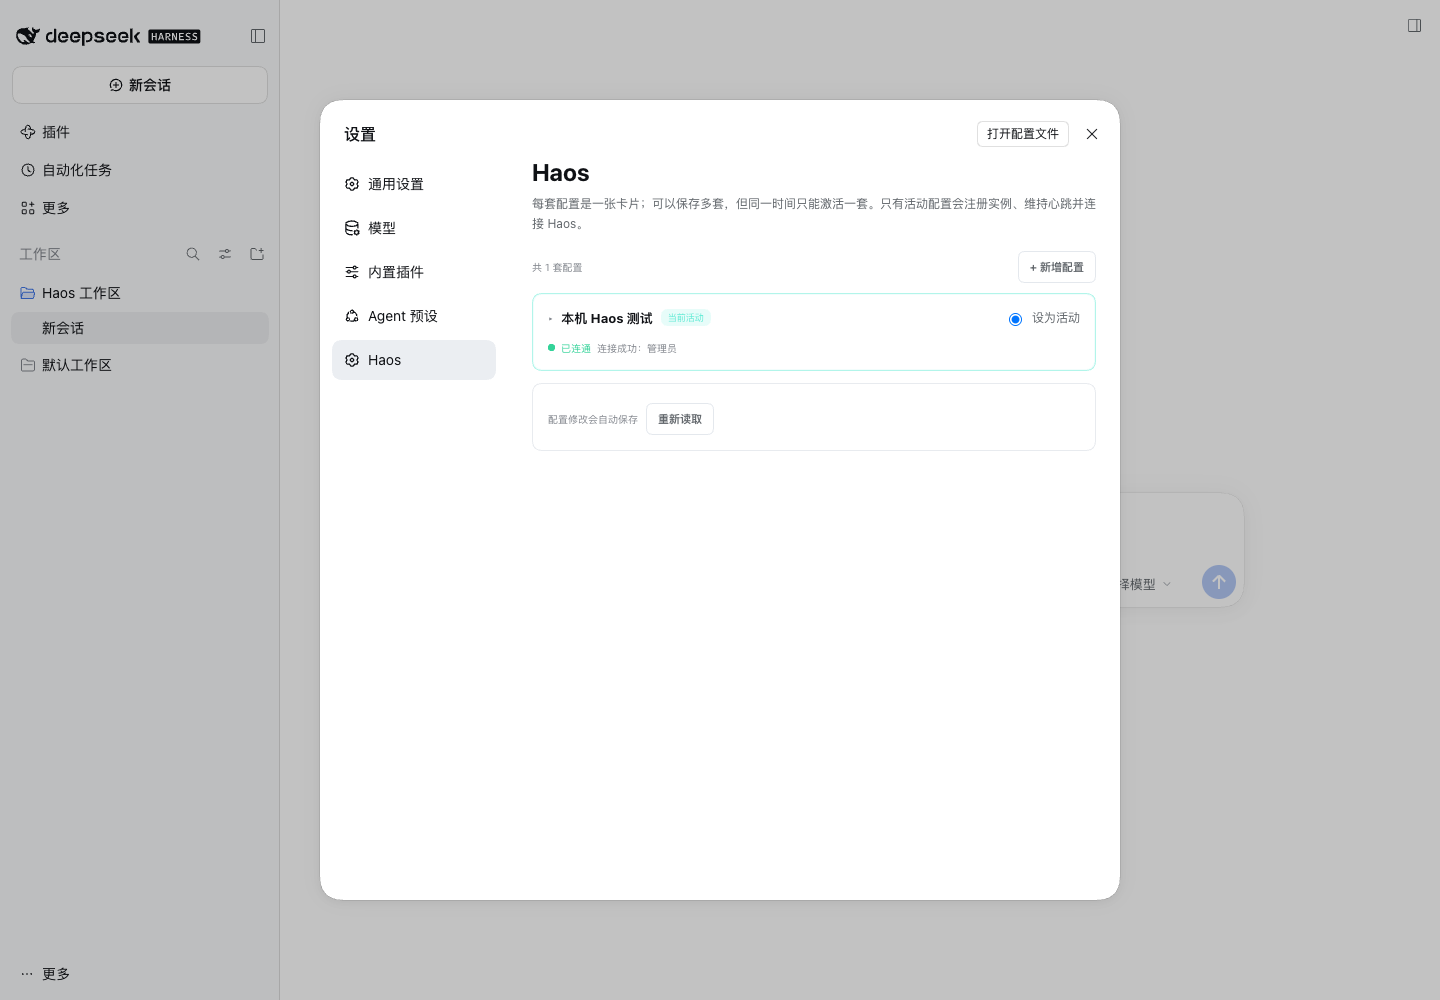 deepseek HARNESS
新会话
插件
自动化任务
更多
工作区
Haos 工作区
新会话
默认工作区
更多
设置
打开配置文件
通用设置
模型
内置插件
Agent 预设
Haos
Haos
每套配置是一张卡片；可以保存多套，但同一时间只能激活一套。只有活动配置会注册实例、维持心跳并连
接 Haos。
共 1 套配置
+ 新增配置
本机 Haos 测试 当前活动
设为活动
已连通 连接成功：管理员
配置修改会自动保存 重新读取
择模型